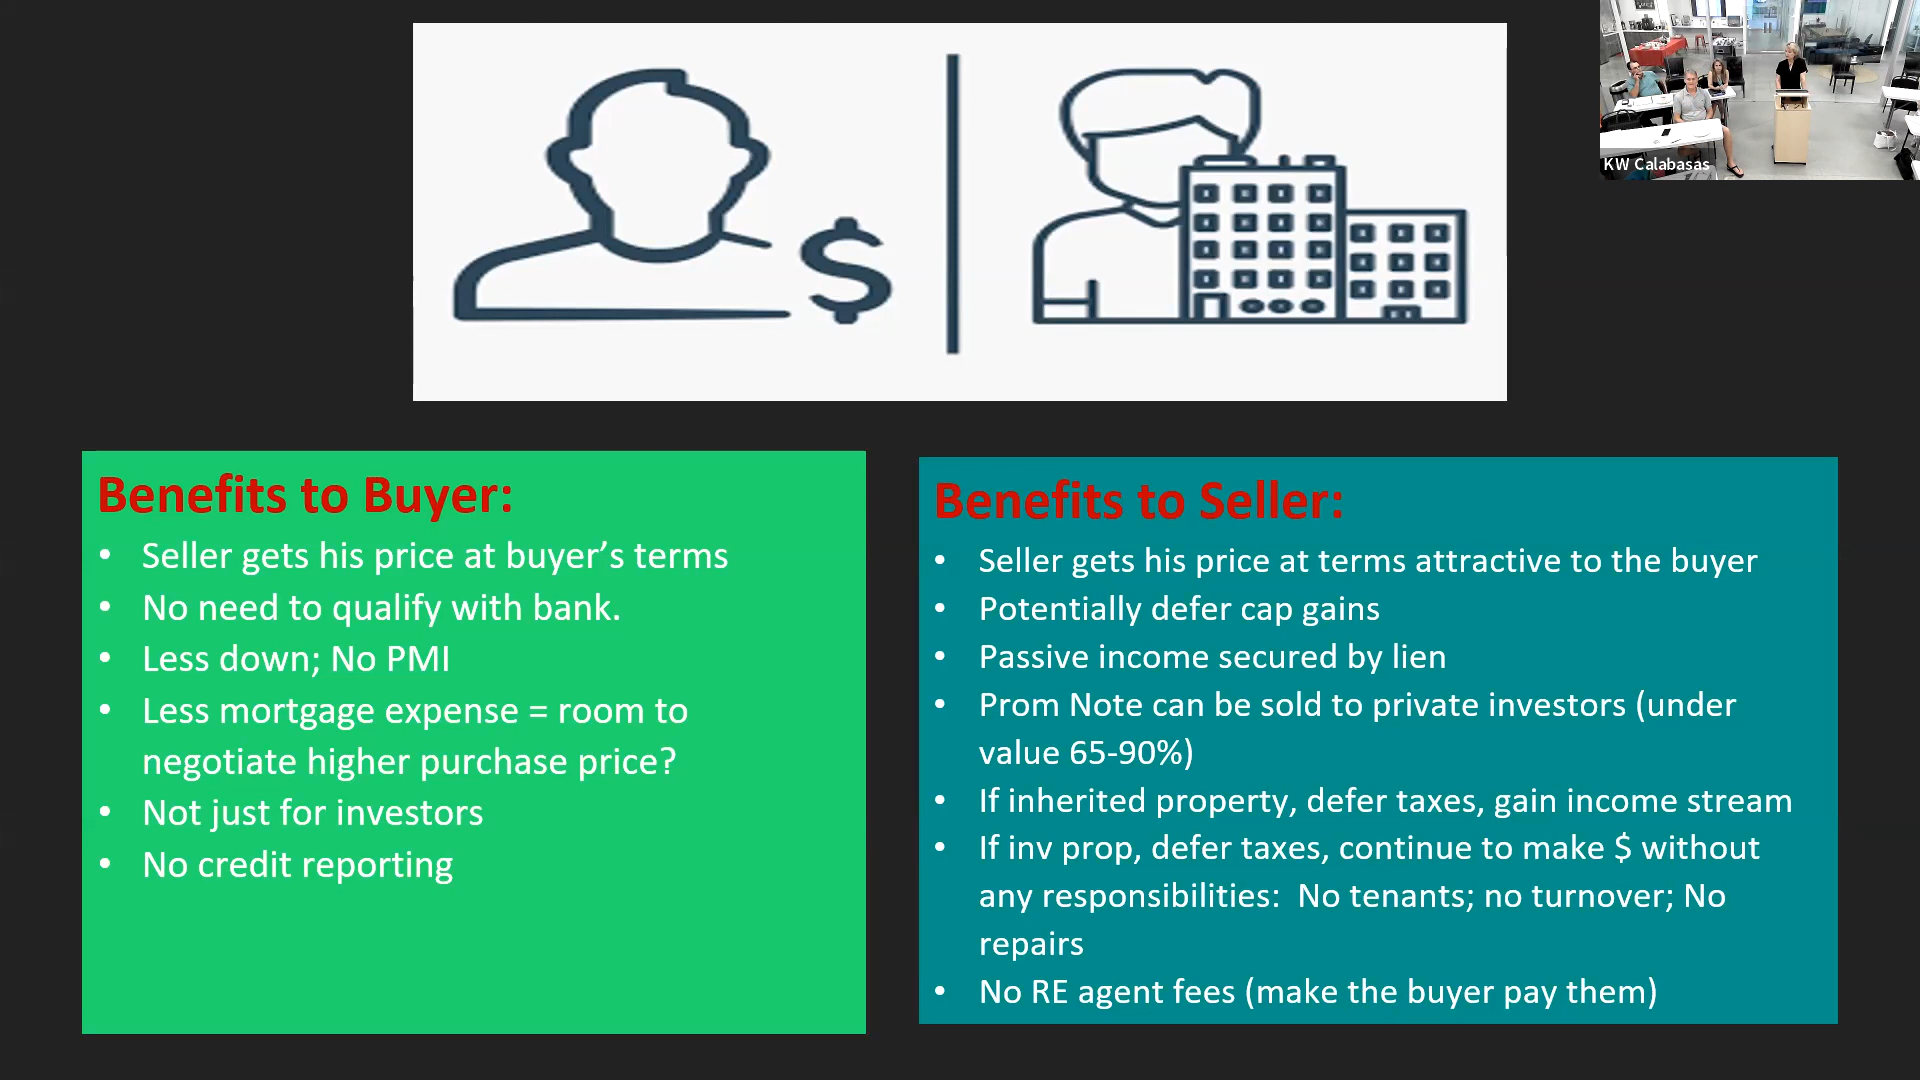 KW Calabasas
$
Benefits to Buyer:
• Seller gets his price at buyer’s terms
• No need to qualify with bank.
• Less down; No PMI
• Less mortgage expense = room to
negotiate higher purchase price?
• Not just for investors
• No credit reporting
Benefits to Seller:
• Seller gets his price at terms attractive to the buyer
• Potentially defer cap gains
• Passive income secured by lien
• Prom Note can be sold to private investors (under
value 65-90%)
• If inherited property, defer taxes, gain income stream
• If inv prop, defer taxes, continue to make $ without
any responsibilities:  No tenants; no turnover; No
repairs
• No RE agent fees (make the buyer pay them)